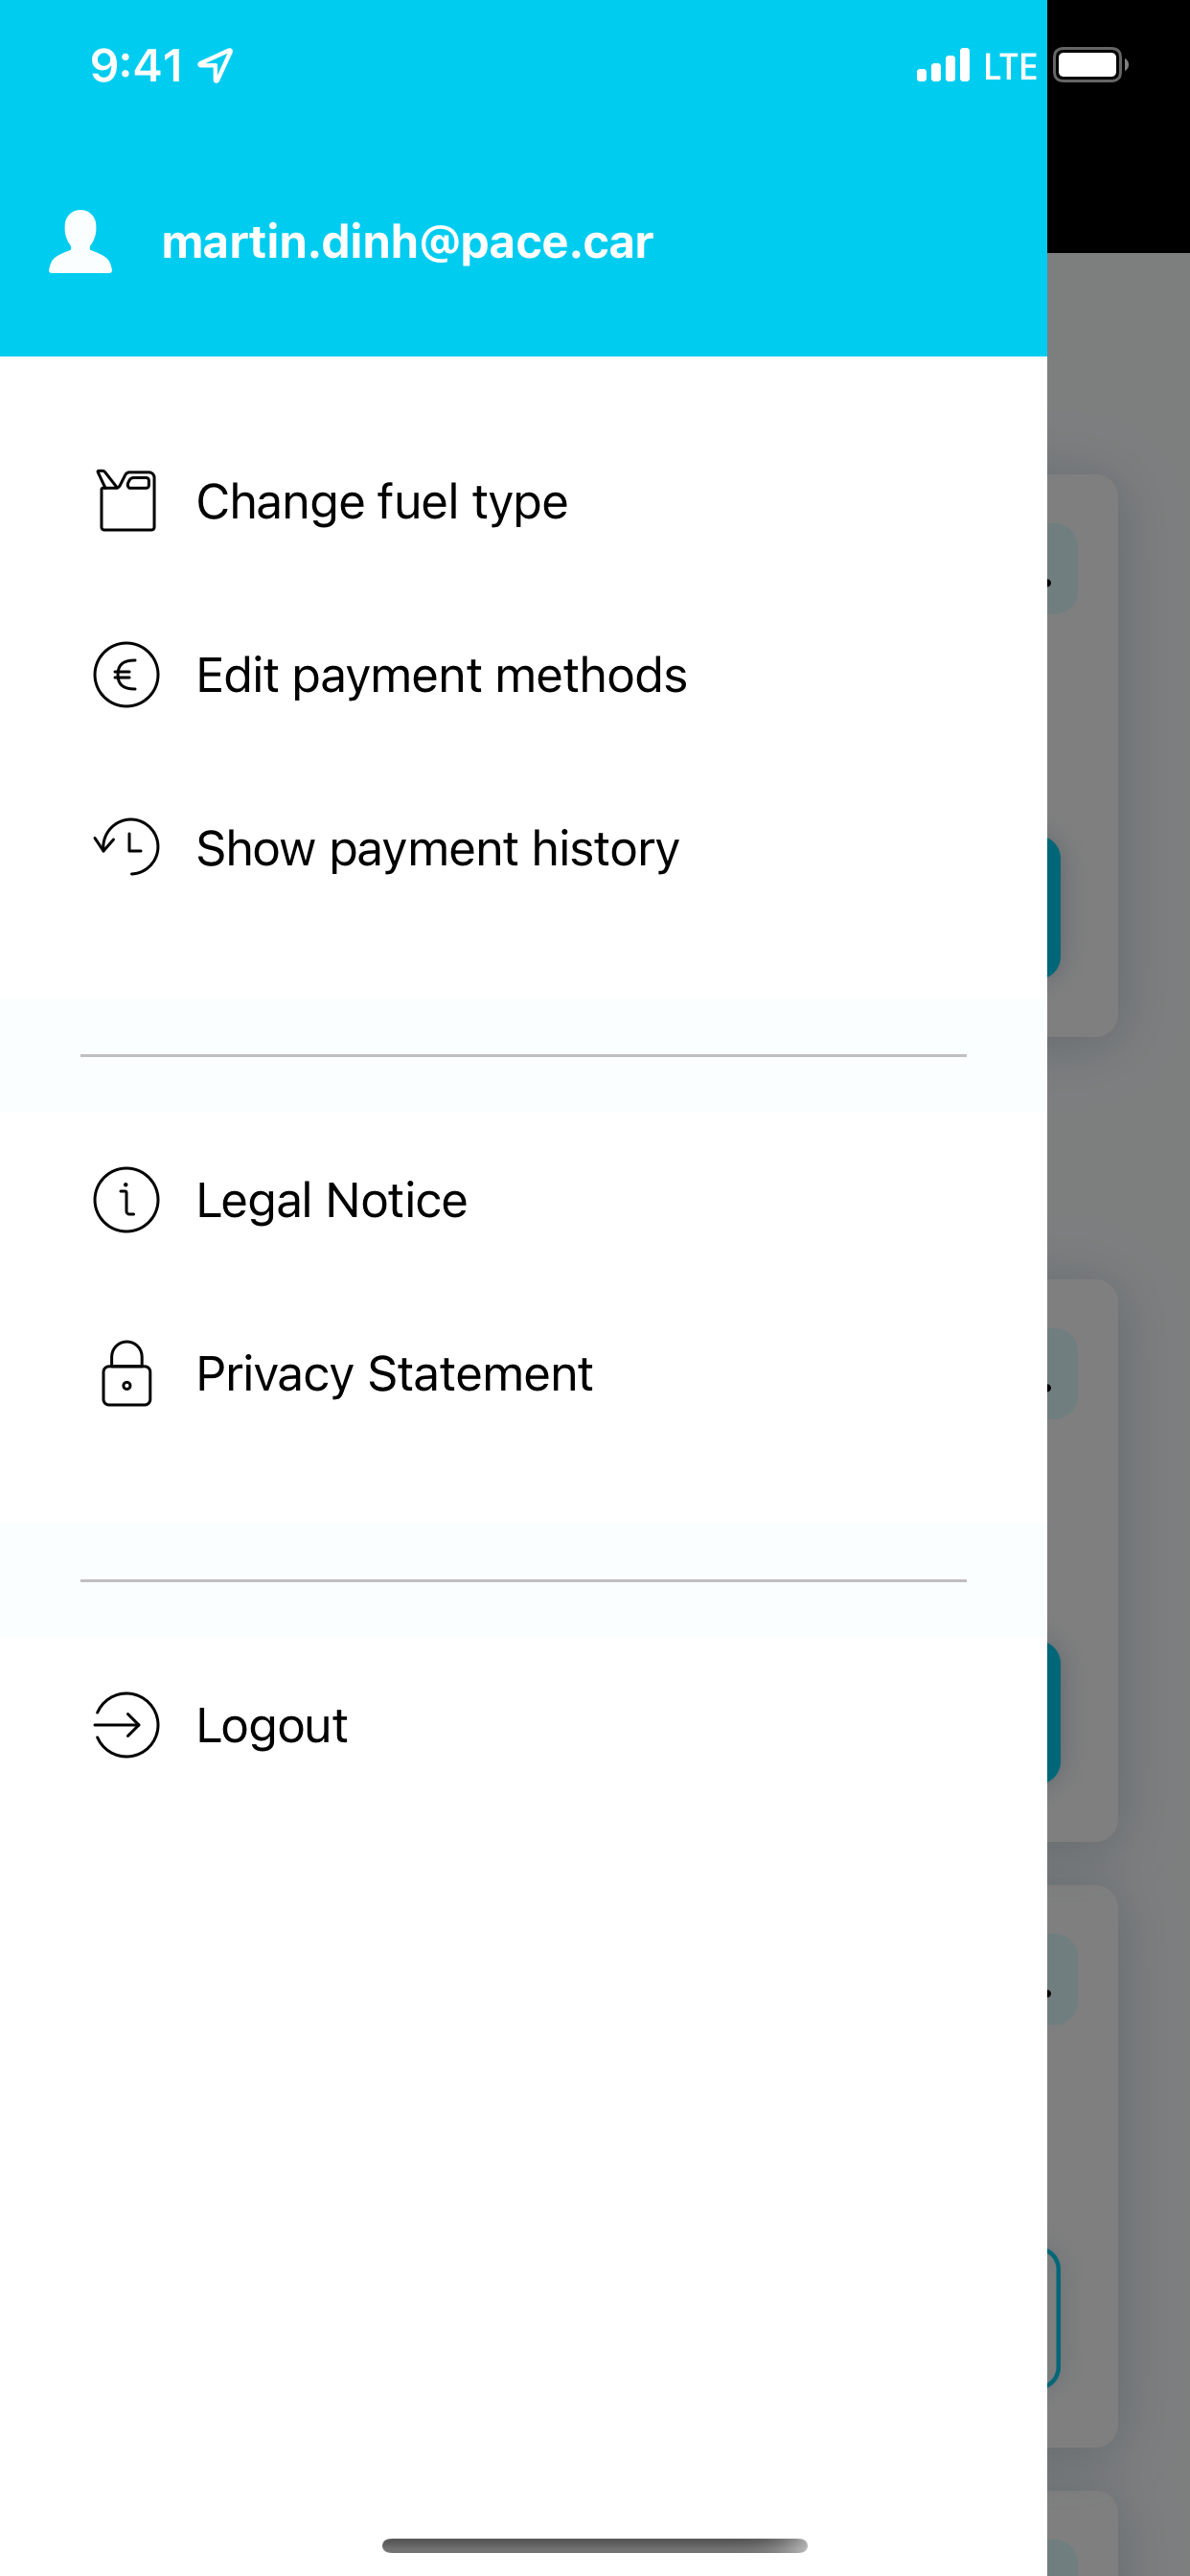 9:41 LTE
martin.dinh@pace.car
Change fuel type
Edit payment methods
Show payment history
Legal Notice
Privacy Statement
Logout